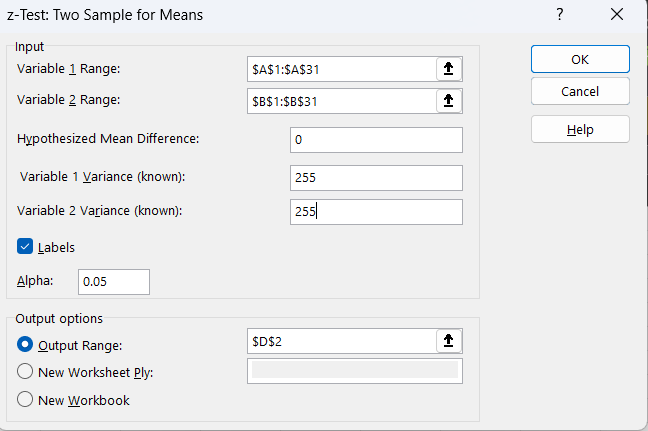 z-Test: Two Sample for Means ?
Input
Variable 1 Range: $A$1:$A$31
Variable 2 Range: $B$1:$B$31
Hypothesized Mean Difference: 0
Variable 1 Variance (known): 255
Variable 2 Variance (known): 255
Labels
Alpha: 0.05
OK
Cancel
Help
Output options
Output Range: $D$2
New Worksheet Ply:
New Workbook